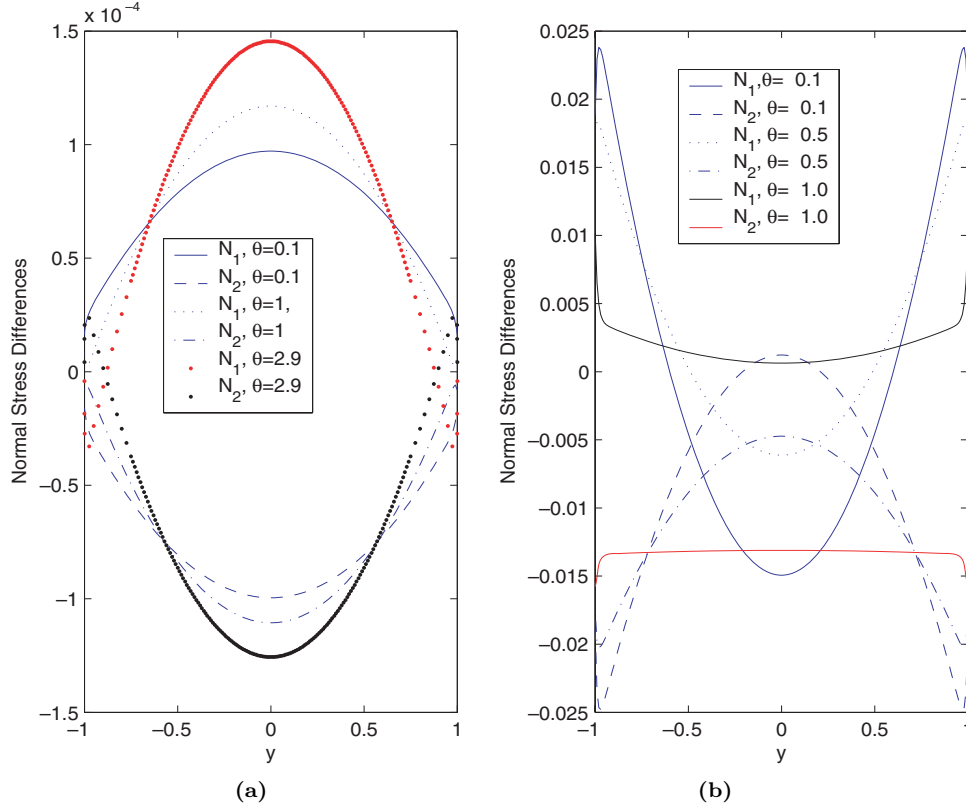 x 10⁻⁴
1.5
1
0.5
0
−0.5
−1
−1.5
Normal Stress Differences
N₁, θ=0.1
N₂, θ=0.1
N₁, θ=1,
N₂, θ=1
N₁, θ=2.9
N₂, θ=2.9
−1
−0.5
0
0.5
1
y
(a)
0.025
0.02
0.015
0.01
0.005
0
−0.005
−0.01
−0.015
−0.02
−0.025
Normal Stress Differences
N₁,θ= 0.1
N₂, θ= 0.1
N₁, θ= 0.5
N₂, θ= 0.5
N₁, θ= 1.0
N₂, θ= 1.0
−1
−0.5
0
0.5
1
y
(b)